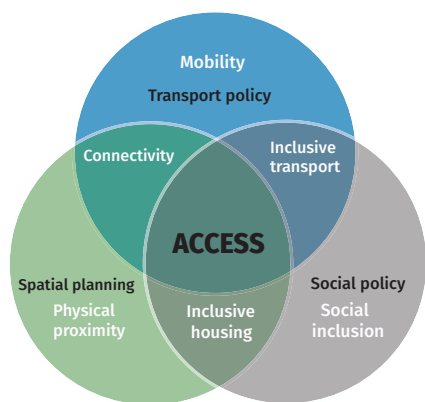 Mobility
Transport policy
Connectivity
Inclusive
transport
ACCESS
Spatial planning
Physical
proximity
Inclusive
housing
Social policy
Social
inclusion